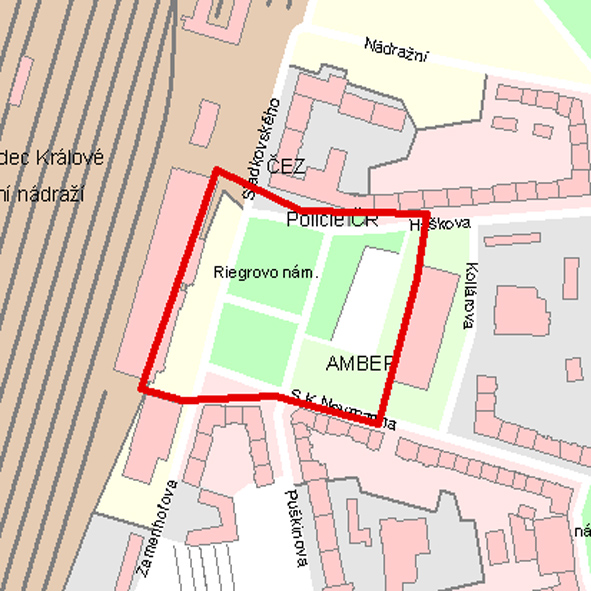 Nádražní
Sladkovského
dec Králové
ní nádraží
ČEZ
Policie ČR
Haškova
Riegrovo nám.
Kollárova
AMBER
S.K.Neumanna
Puškinova
Zamenhofova
ná